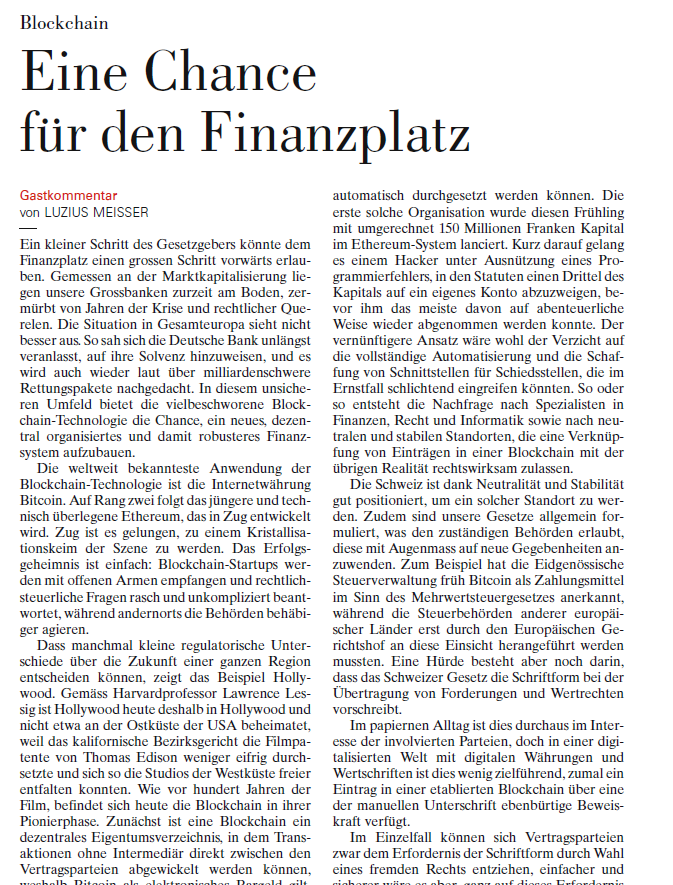 Blockchain
Eine Chance
für den Finanzplatz
Gastkommentar
von LUZIUS MEISSER
Ein kleiner Schritt des Gesetzgebers könnte dem
Finanzplatz einen grossen Schritt vorwärts erlau-
ben. Gemessen an der Marktkapitalisierung lie-
gen unsere Grossbanken zurzeit am Boden, zer-
mürbt von Jahren der Krise und rechtlicher Que-
relen. Die Situation in Gesamteuropa sieht nicht
besser aus. So sah sich die Deutsche Bank unlängst
veranlasst, auf ihre Solvenz hinzuweisen, und es
wird auch wieder laut über milliardenschwere
Rettungspakete nachgedacht. In diesem unsiche-
ren Umfeld bietet die vielbeschworene Block-
chain-Technologie die Chance, ein neues, dezen-
tral organisiertes und damit robusteres Finanz-
system aufzubauen.
Die weltweit bekannteste Anwendung der
Blockchain-Technologie ist die Internetwährung
Bitcoin. Auf Rang zwei folgt das jüngere und tech-
nisch überlegene Ethereum, das in Zug entwickelt
wird. Zug ist es gelungen, zu einem Kristallisa-
tionskeim der Szene zu werden. Das Erfolgs-
geheimnis ist einfach: Blockchain-Startups wer-
den mit offenen Armen empfangen und rechtlich-
steuerliche Fragen rasch und unkompliziert beant-
wortet, während andernorts die Behörden behäbi-
ger agieren.
Dass manchmal kleine regulatorische Unter-
schiede über die Zukunft einer ganzen Region
entscheiden können, zeigt das Beispiel Holly-
wood. Gemäss Harvardprofessor Lawrence Les-
sig ist Hollywood heute deshalb in Hollywood und
nicht etwa an der Ostküste der USA beheimatet,
weil das kalifornische Bezirksgericht die Filmpa-
tente von Thomas Edison weniger eifrig durch-
setzte und sich so die Studios der Westküste freier
entfalten konnten. Wie vor hundert Jahren der
Film, befindet sich heute die Blockchain in ihrer
Pionierphase. Zunächst ist eine Blockchain ein
dezentrales Eigentumsverzeichnis, in dem Trans-
aktionen ohne Intermediär direkt zwischen den
Vertragsparteien abgewickelt werden können,
weshalb Bitcoin als elektronisches Bargeld gilt.
automatisch durchgesetzt werden können. Die
erste solche Organisation wurde diesen Frühling
mit umgerechnet 150 Millionen Franken Kapital
im Ethereum-System lanciert. Kurz darauf gelang
es einem Hacker unter Ausnützung eines Pro-
grammierfehlers, in den Statuten einen Drittel des
Kapitals auf ein eigenes Konto abzuzweigen, be-
vor ihm das meiste davon auf abenteuerliche
Weise wieder abgenommen werden konnte. Der
vernünftigere Ansatz wäre wohl der Verzicht auf
die vollständige Automatisierung und die Schaf-
fung von Schnittstellen für Schiedsstellen, die im
Ernstfall schlichtend eingreifen könnten. So oder
so entsteht die Nachfrage nach Spezialisten in
Finanzen, Recht und Informatik sowie nach neu-
tralen und stabilen Standorten, die eine Verknüp-
fung von Einträgen in einer Blockchain mit der
übrigen Realität rechtswirksam zulassen.
Die Schweiz ist dank Neutralität und Stabilität
gut positioniert, um ein solcher Standort zu wer-
den. Zudem sind unsere Gesetze allgemein for-
muliert, was den zuständigen Behörden erlaubt,
diese mit Augenmass auf neue Gegebenheiten an-
zuwenden. Zum Beispiel hat die Eidgenössische
Steuerverwaltung früh Bitcoin als Zahlungsmittel
im Sinn des Mehrwertsteuergesetzes anerkannt,
während die Steuerbehörden anderer europäi-
scher Länder erst durch den Europäischen Ge-
richtshof an diese Einsicht herangeführt werden
mussten. Eine Hürde besteht aber noch darin,
dass das Schweizer Gesetz die Schriftform bei der
Übertragung von Forderungen und Wertrechten
vorschreibt.
Im papiernen Alltag ist dies durchaus im Inter-
esse der involvierten Parteien, doch in einer digi-
talisierten Welt mit digitalen Währungen und
Wertschriften ist dies wenig zielführend, zumal ein
Eintrag in einer etablierten Blockchain über eine
der manuellen Unterschrift ebenbürtige Beweis-
kraft verfügt.
Im Einzelfall können sich Vertragsparteien
zwar dem Erfordernis der Schriftform durch Wahl
eines fremden Rechts entziehen, einfacher und
sicherer wäre es aber, ganz auf dieses Erfordernis